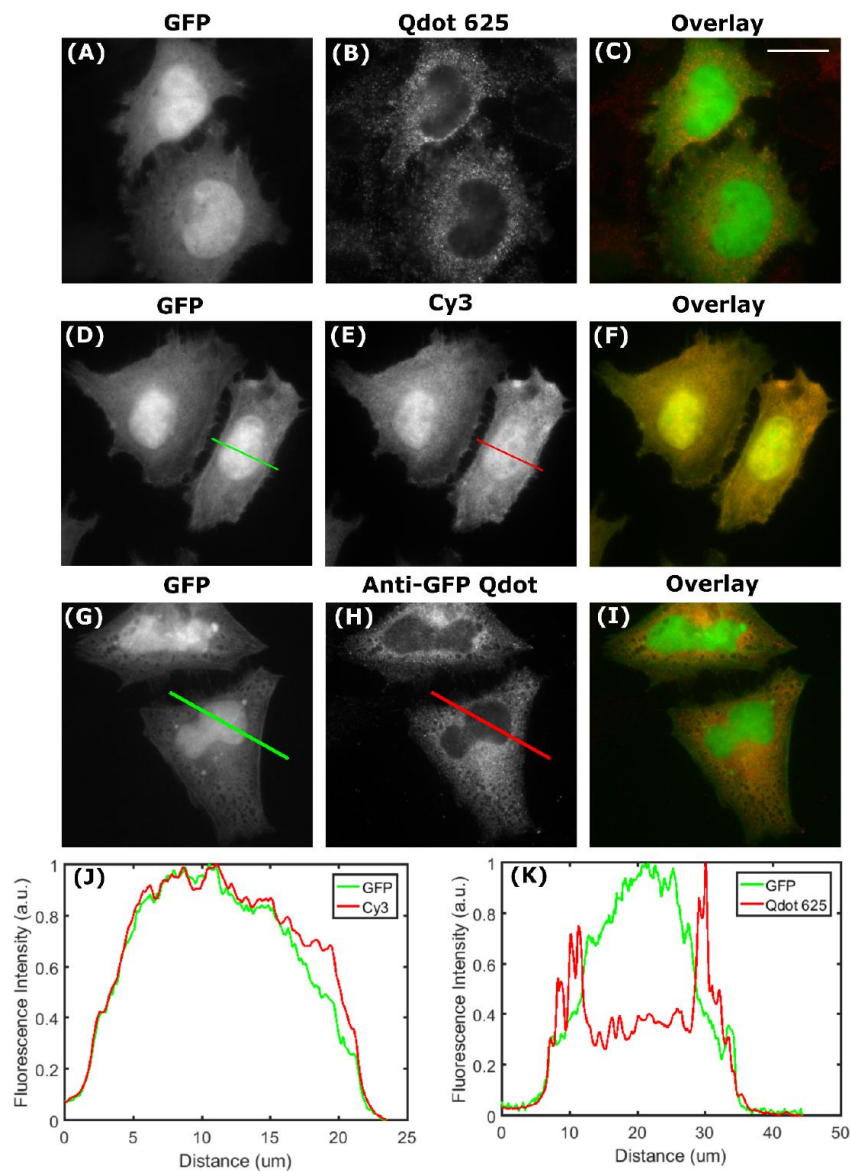 GFP Qdot 625 Overlay
(A) (B) (C)
GFP Cy3 Overlay
(D) (E) (F)
GFP Anti-GFP Qdot Overlay
(G) (H) (I)
(J) GFP Cy3
Fluorescence Intensity (a.u.)
1
0.8
0.6
0.4
0.2
0
0 5 10 15 20 25
Distance (um)
(K) GFP Qdot 625
Fluorescence Intensity (a.u.)
1
0.8
0.6
0.4
0.2
0
0 10 20 30 40 50
Distance (um)